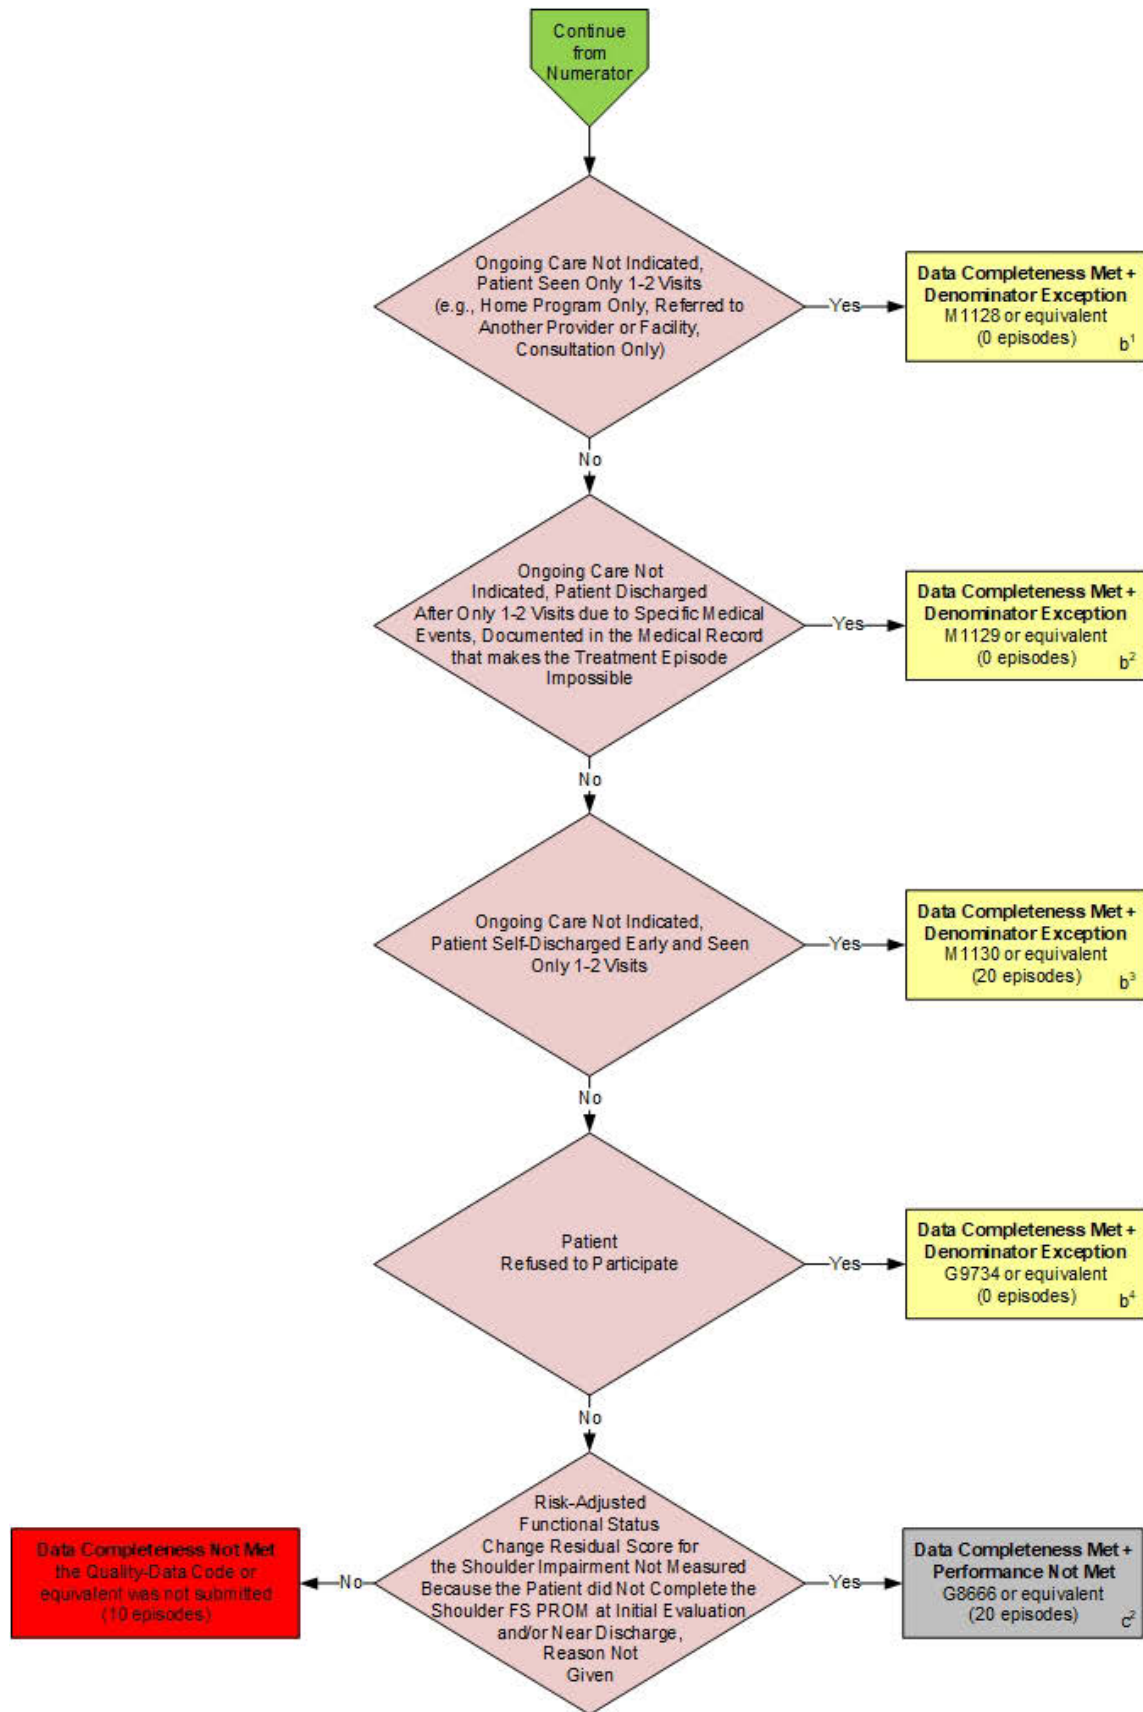 Continue
from
Numerator
Ongoing Care Not Indicated,
Patient Seen Only 1-2 Visits
(e.g., Home Program Only, Referred to
Another Provider or Facility,
Consultation Only)
Yes
Data Completeness Met +
Denominator Exception
M1128 or equivalent
(0 episodes)
b¹
No
Ongoing Care Not
Indicated, Patient Discharged
After Only 1-2 Visits due to Specific Medical
Events, Documented in the Medical Record
that makes the Treatment Episode
Impossible
Yes
Data Completeness Met +
Denominator Exception
M1129 or equivalent
(0 episodes)
b²
No
Ongoing Care Not Indicated,
Patient Self-Discharged Early and Seen
Only 1-2 Visits
Yes
Data Completeness Met +
Denominator Exception
M1130 or equivalent
(20 episodes)
b³
No
Patient
Refused to Participate
Yes
Data Completeness Met +
Denominator Exception
G9734 or equivalent
(0 episodes)
b⁴
No
Risk-Adjusted
Functional Status
Change Residual Score for
the Shoulder Impairment Not Measured
Because the Patient did Not Complete the
Shoulder FS PROM at Initial Evaluation
and/or Near Discharge,
Reason Not
Given
No
Data Completeness Not Met
the Quality-Data Code or
equivalent was not submitted
(10 episodes)
Yes
Data Completeness Met +
Performance Not Met
G8666 or equivalent
(20 episodes)
c²